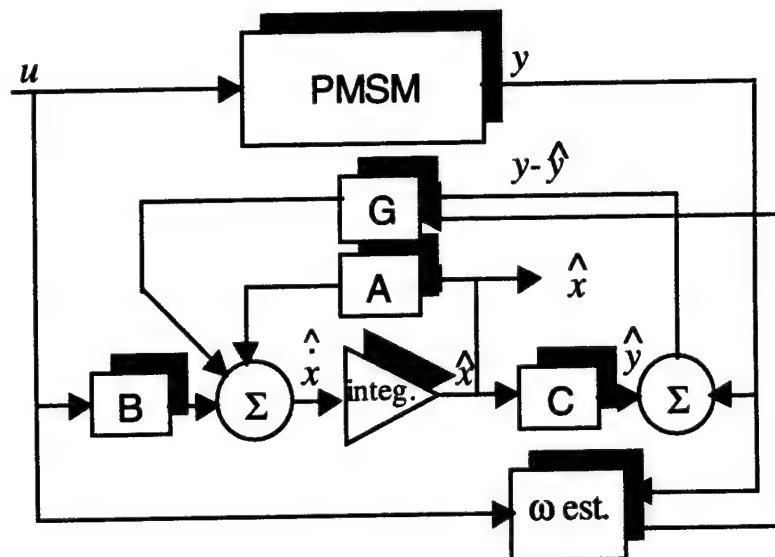 u
PMSM
y
y-ŷ
G
A
x̂
B
Σ
ẋ̂
integ.
x̂
C
ŷ
Σ
ω est.